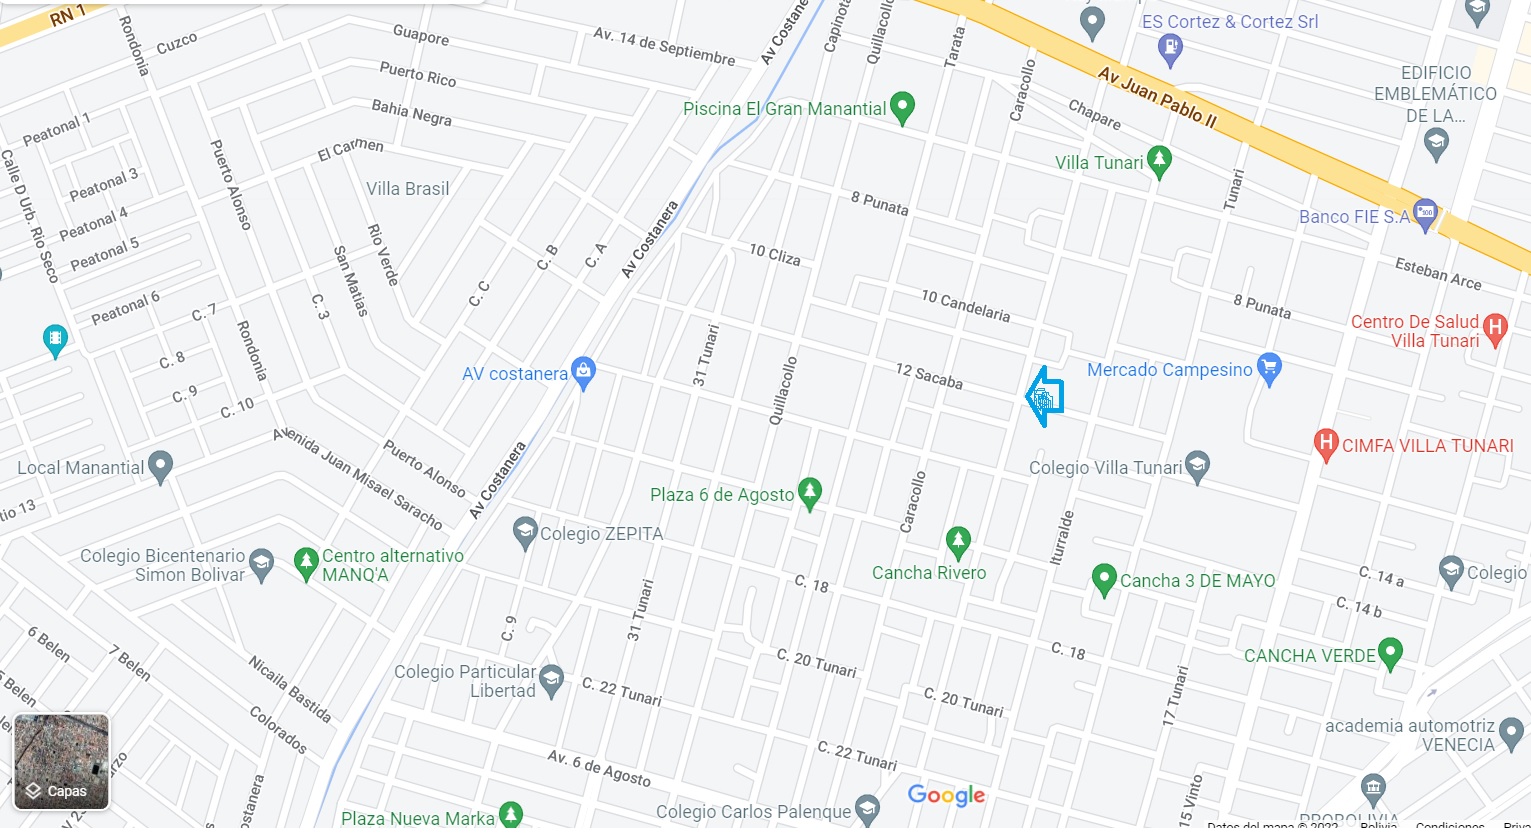 RN 1
Cuzco
Rondonia
Guapore
Puerto Rico
Bahia Negra
El Carmen
Av. 14 de Septiembre
Av Costanera
Capinota
Quillacollo
Tarata
Caracollo
ES Cortez & Cortez Srl
Av Juan Pablo II
Chapare
EDIFICIO
EMBLEMÁTICO
DE LA...
Piscina El Gran Manantial
Villa Tunari
Tunari
Banco FIE S.A
Esteban Arce
Peatonal 1
Peatonal 3
Peatonal 4
Peatonal 5
Peatonal 6
Calle D Urb. Rio Seco
Puerto Alonso
Villa Brasil
Rio Verde
San Matias
C. 3
C. C
C. B
C. A
Av Costanera
8 Punata
10 Cliza
10 Candelaria
8 Punata
Centro De Salud
Villa Tunari
C. 7
C. 8
C. 9
C. 10
Rondonia
AV costanera
31 Tunari
Quillacollo
12 Sacaba
Mercado Campesino
CIMFA VILLA TUNARI
Colegio Villa Tunari
Avenida Juan Misael Saracho
Puerto Alonso
Av Costanera
Local Manantial
tio 13
Plaza 6 de Agosto
Caracollo
Iturralde
Colegio ZEPITA
Colegio Bicentenario
Simon Bolivar
Centro alternativo
MANQ'A
Cancha Rivero
Cancha 3 DE MAYO
C. 14 a
C. 14 b
Colegio
C. 18
C. 18
C. 9
31 Tunari
6 Belen
7 Belen
5 Belen
Nicaila Bastida
Colorados
Colegio Particular
Libertad
C. 20 Tunari
C. 20 Tunari
C. 22 Tunari
C. 22 Tunari
17 Tunari
CANCHA VERDE
academia automotriz
VENECIA
Av. 6 de Agosto
15 Vinto
Capas
Plaza Nueva Marka
Colegio Carlos Palenque
Google
PROBOLIVIA
Datos del mapa © 2022
Bolivia
Condiciones